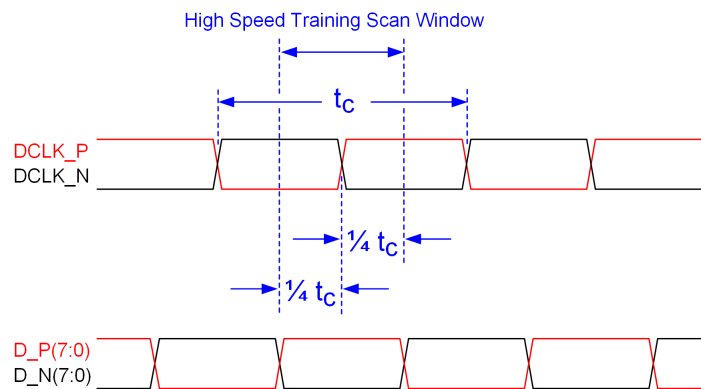 High Speed Training Scan Window
tC
DCLK_P
DCLK_N
¼ tC
¼ tC
D_P(7:0)
D_N(7:0)